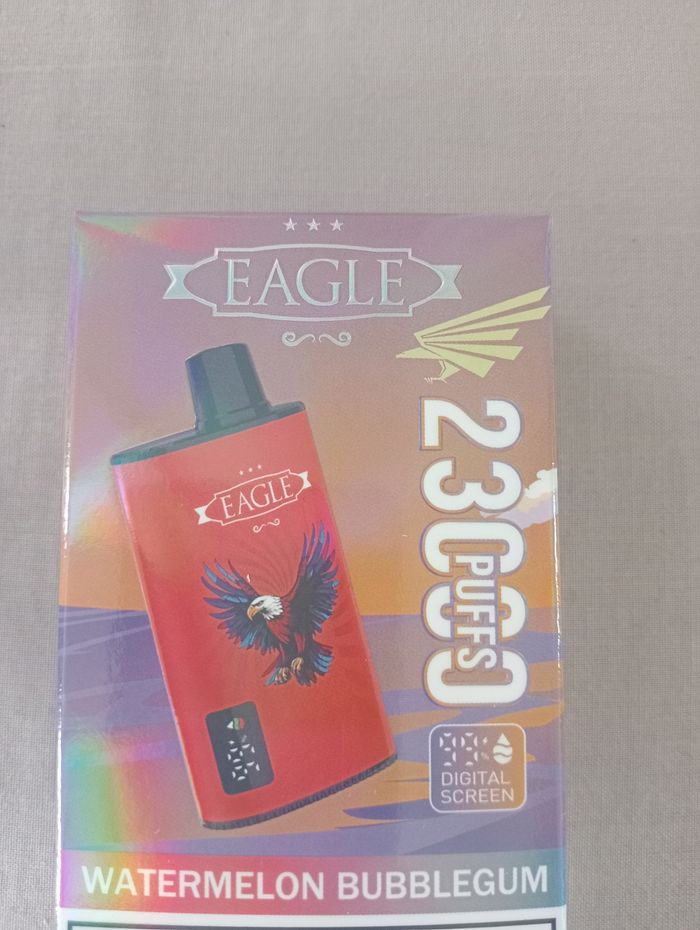 EAGLE
EAGLE
23000
PUFFS
DIGITAL
SCREEN
WATERMELON BUBBLEGUM